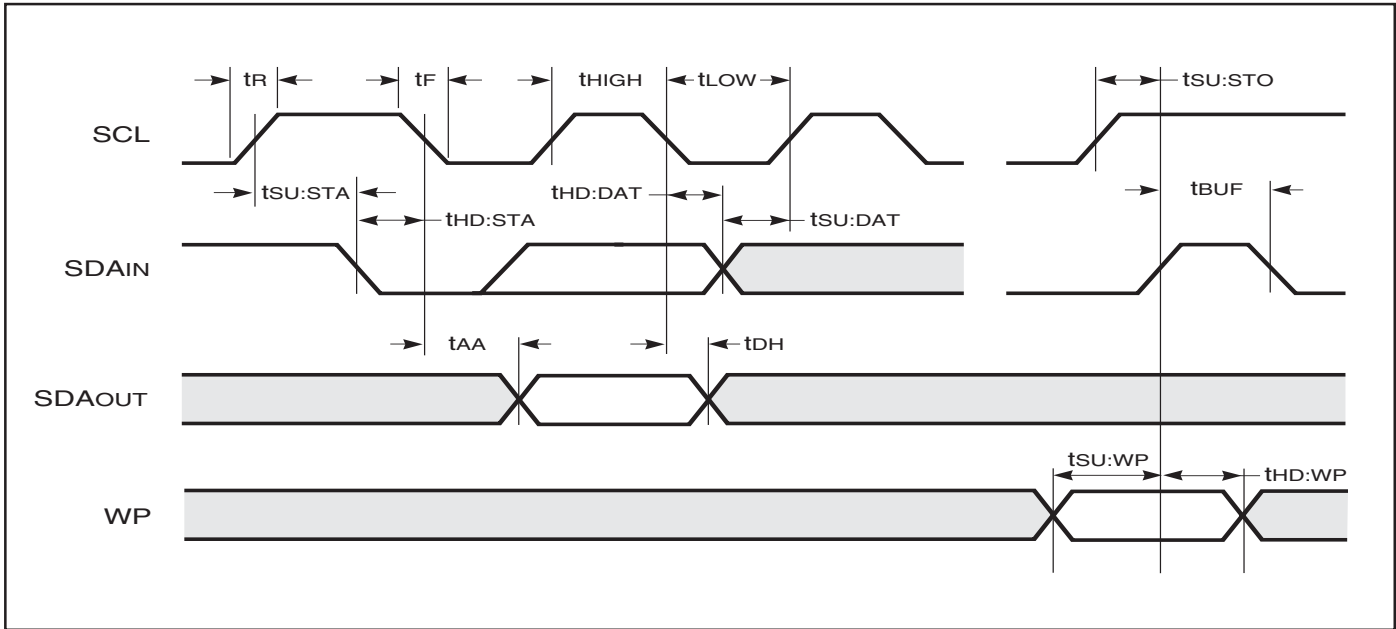 tR
tF
tHIGH
tLOW
tSU:STO
SCL
tSU:STA
tHD:STA
tHD:DAT
tSU:DAT
tBUF
SDAIN
tAA
tDH
SDAOUT
tSU:WP
tHD:WP
WP